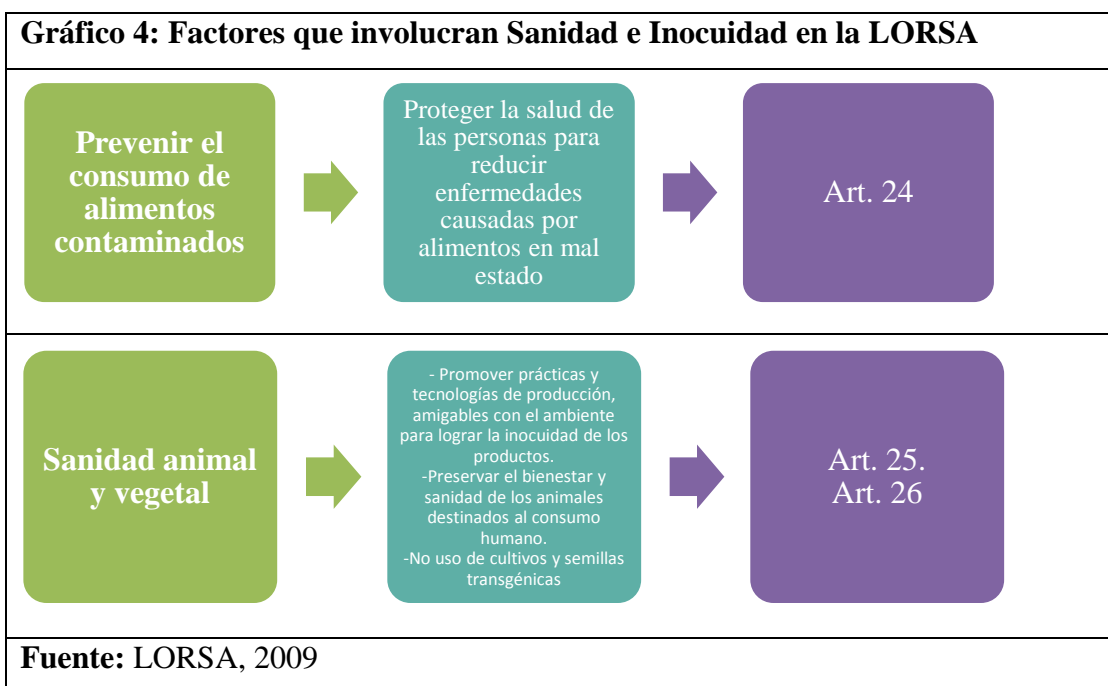 Gráfico 4: Factores que involucran Sanidad e Inocuidad en la LORSA
Prevenir el
consumo de
alimentos
contaminados
Proteger la salud de
las personas para
reducir
enfermedades
causadas por
alimentos en mal
estado
Art. 24
Sanidad animal
y vegetal
- Promover prácticas y
tecnologías de producción,
amigables con el ambiente
para lograr la inocuidad de los
productos.
-Preservar el bienestar y
sanidad de los animales
destinados al consumo
humano.
-No uso de cultivos y semillas
transgénicas
Art. 25.
Art. 26
Fuente: LORSA, 2009